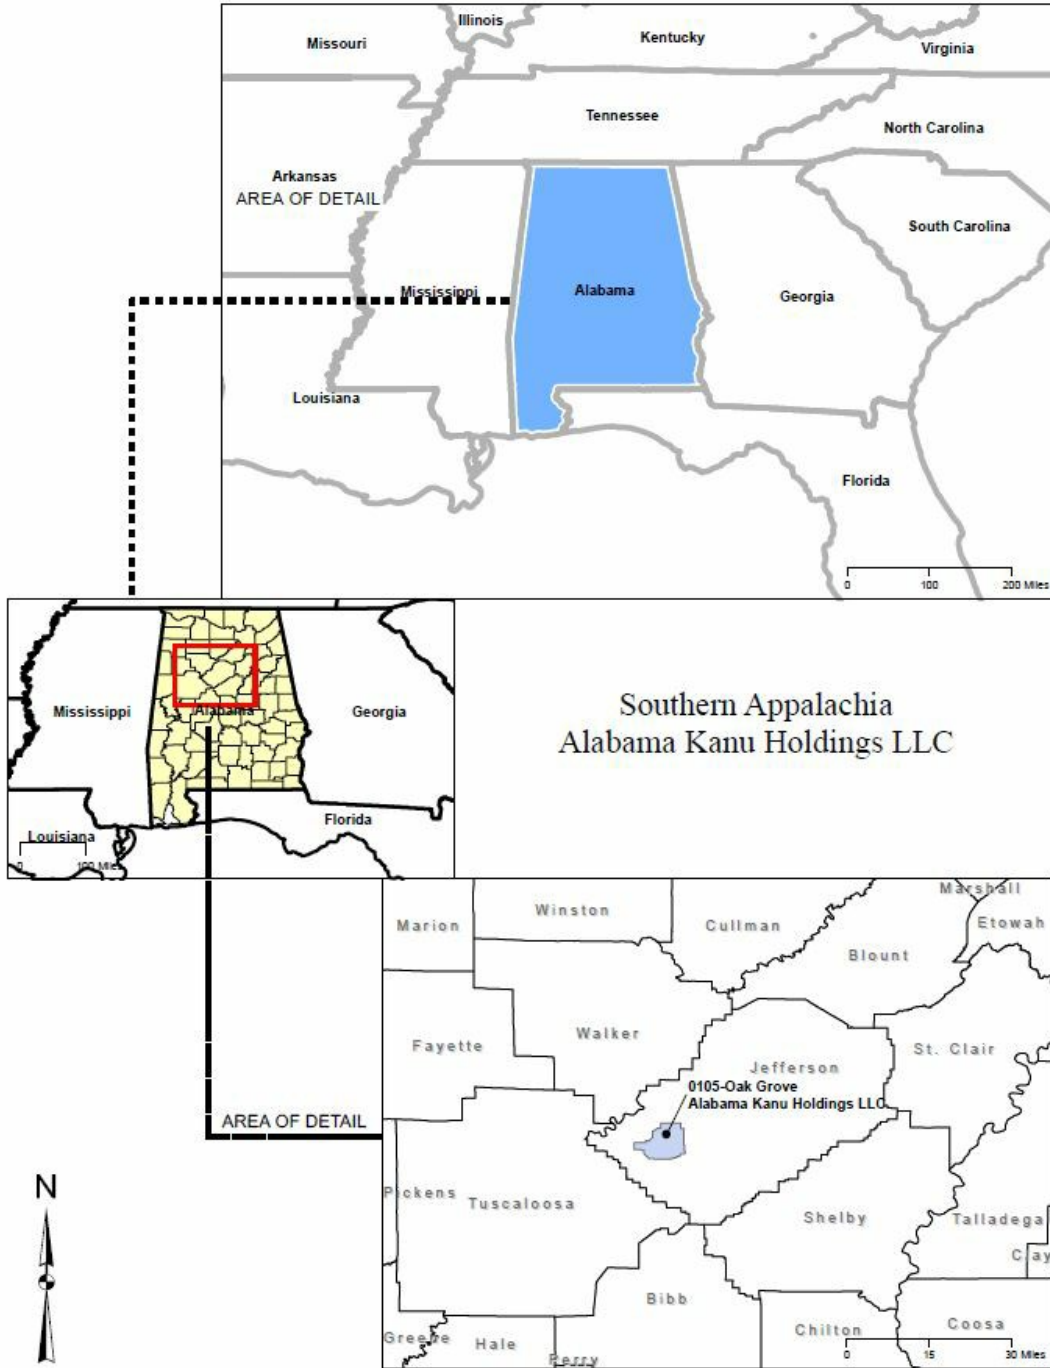 Illinois
Missouri
Kentucky
Virginia
Tennessee
North Carolina
Arkansas
AREA OF DETAIL
South Carolina
Mississippi
Alabama
Georgia
Louisiana
Florida
0 100 200 Miles
Mississippi
Alabama
Georgia
Louisiana
Florida
0 100 Miles
Southern Appalachia
Alabama Kanu Holdings LLC
Marshall
Marion
Winston
Cullman
Etowah
Blount
Fayette
Walker
St. Clair
Jefferson
0105-Oak Grove
Alabama Kanu Holdings LLC
AREA OF DETAIL
N
Pickens
Tuscaloosa
Shelby
Talladega
Clay
Bibb
Greene
Hale
Perry
Chilton
Coosa
0 15 30 Miles